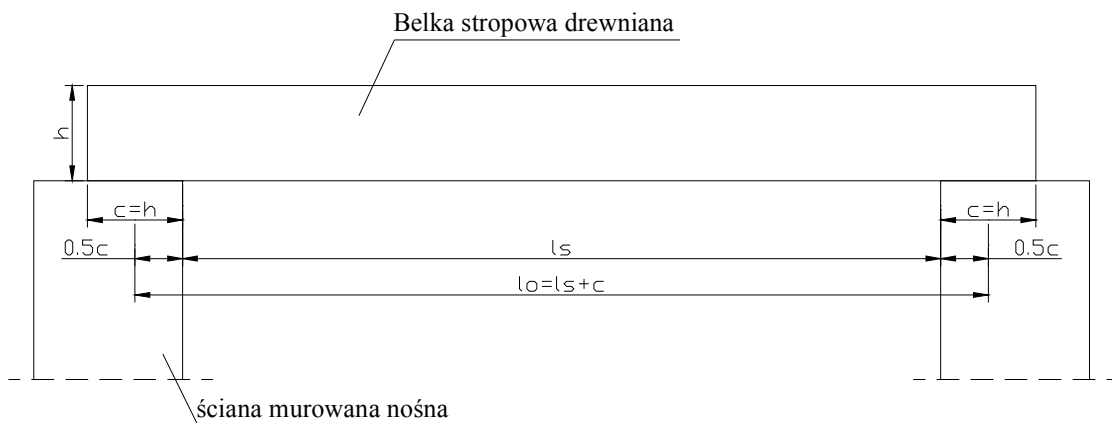 Belka stropowa drewniana
h
c=h
c=h
0.5c
ls
0.5c
lo=ls+c
ściana murowana nośna